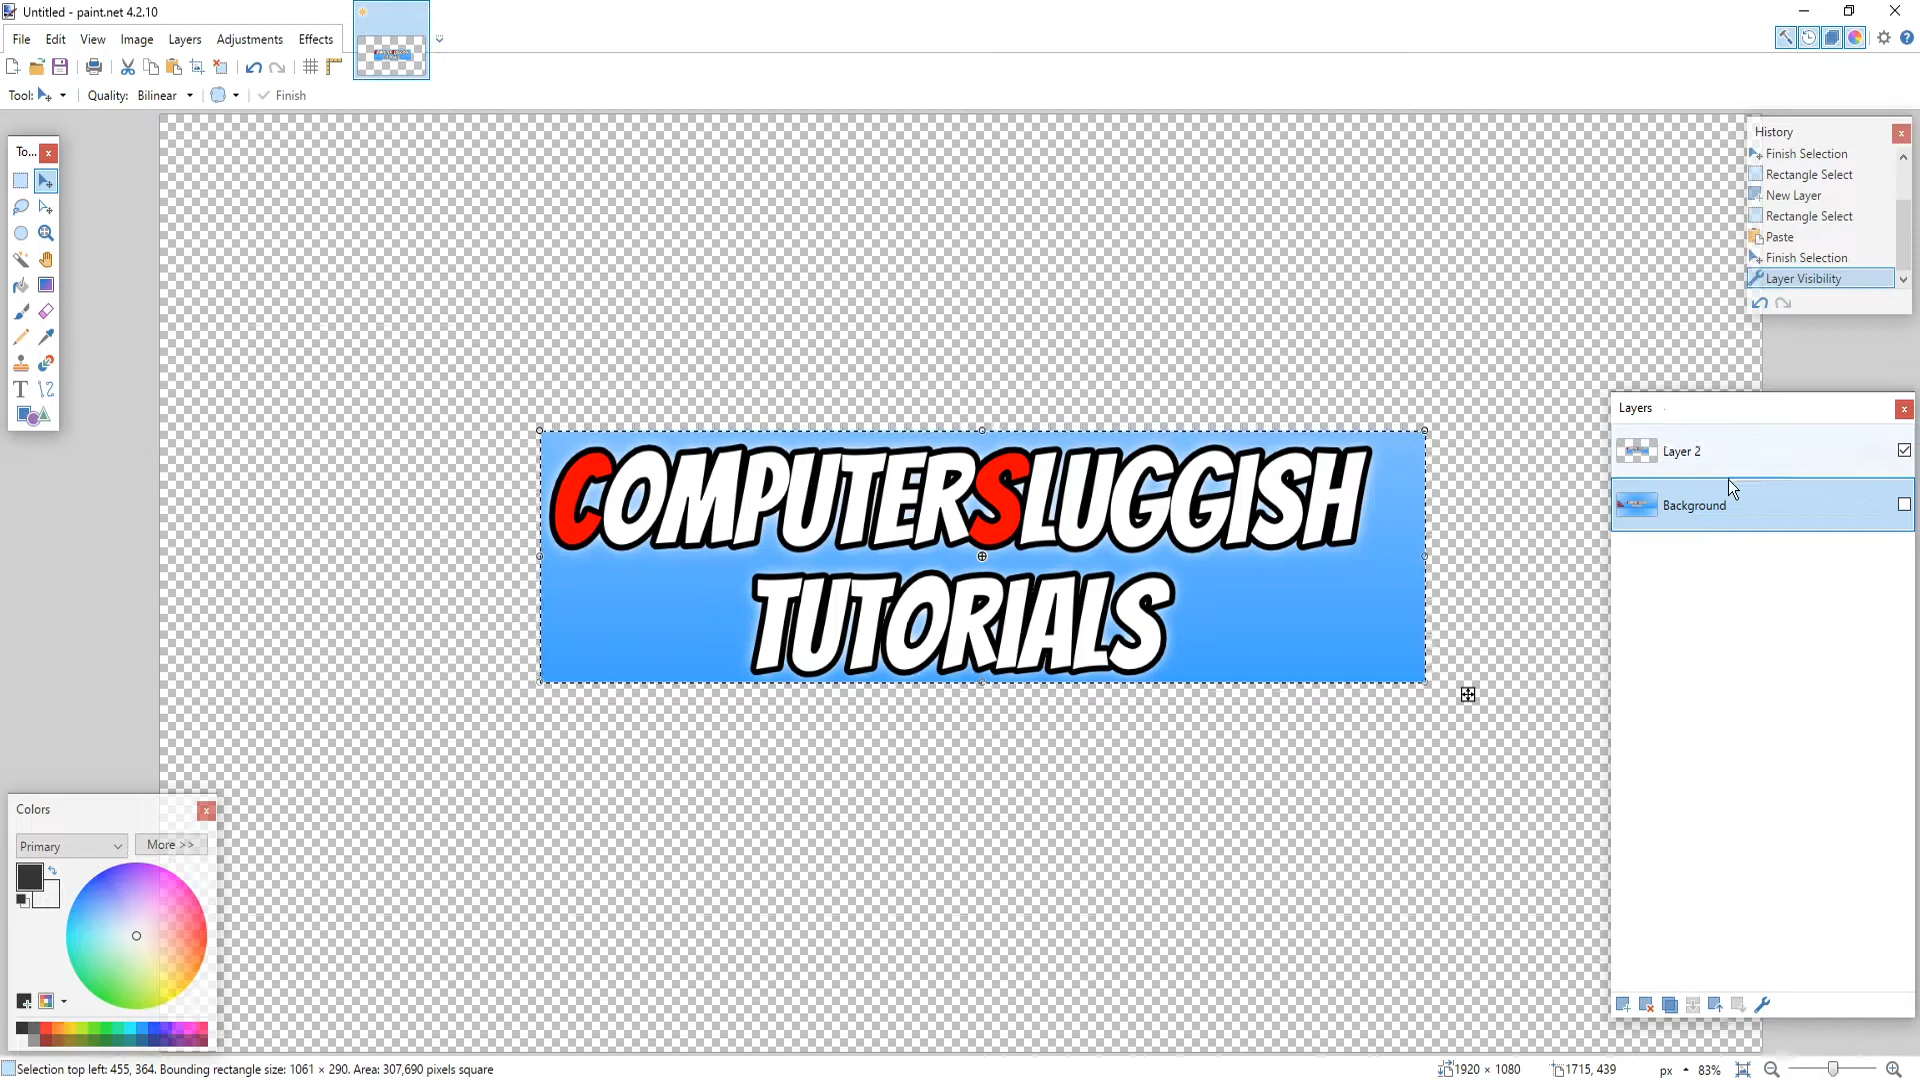 Untitled - paint.net 4.2.10
File Edit View Image Layers Adjustments Effects
Tool: Quality: Bilinear Finish
To...
History
Finish Selection
Rectangle Select
New Layer
Rectangle Select
Paste
Finish Selection
Layer Visibility
COMPUTERSLUGGISH
TUTORIALS
Layers
Layer 2
Background
Colors
Primary More >>
Selection top left: 455, 364. Bounding rectangle size: 1061 × 290. Area: 307,690 pixels square 1920 × 1080 1715, 439 px 83%